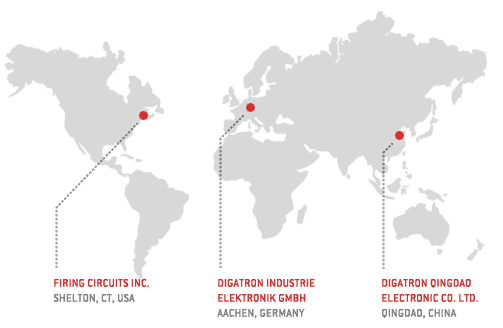 FIRING CIRCUITS INC.
SHELTON, CT, USA
DIGATRON INDUSTRIE
ELEKTRONIK GMBH
AACHEN, GERMANY
DIGATRON QINGDAO
ELECTRONIC CO. LTD.
QINGDAO, CHINA